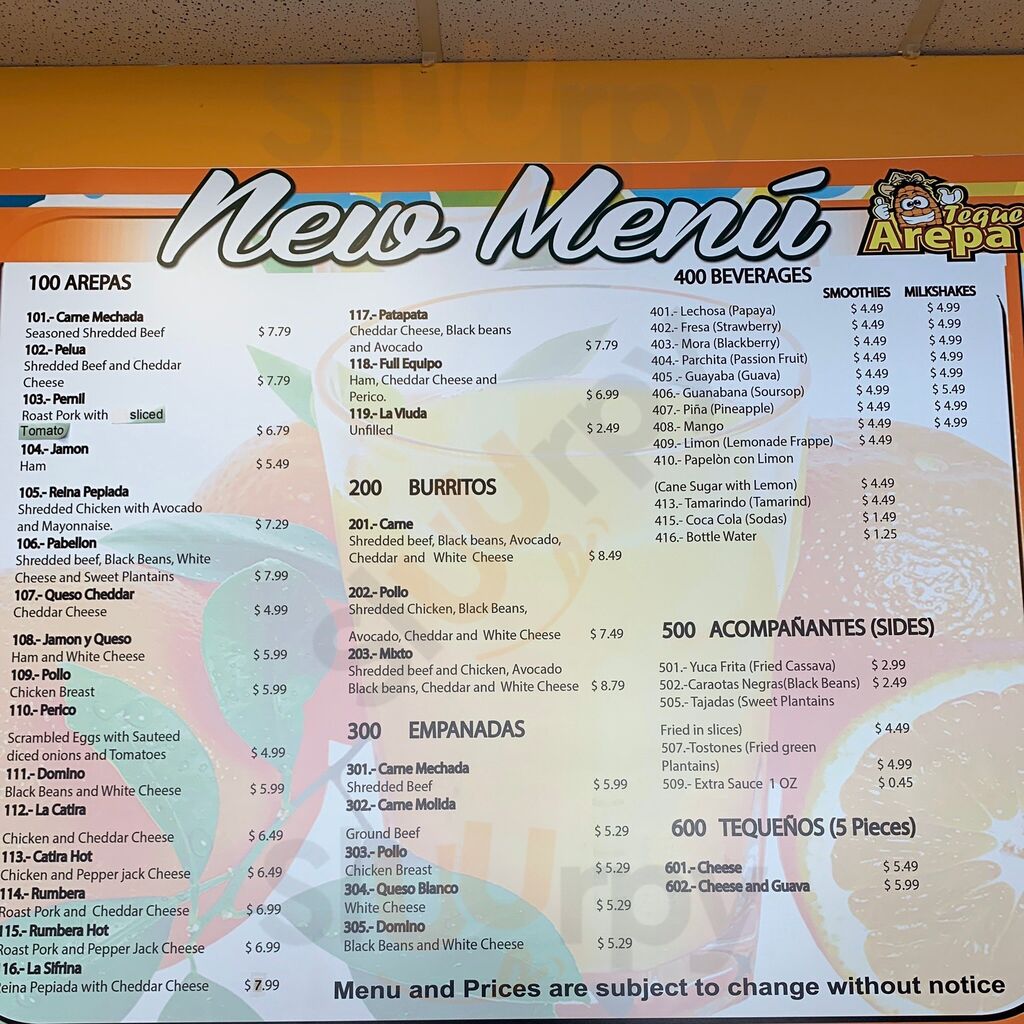 New Menú
Teque
Arepa
100 AREPAS
101.- Carne Mechada
Seasoned Shredded Beef $ 7.79
102.- Pelua
Shredded Beef and Cheddar
Cheese $ 7.79
103.- Pernil
Roast Pork with sliced
Tomato $ 6.79
104.- Jamon
Ham $ 5.49
105.- Reina Pepiada
Shredded Chicken with Avocado
and Mayonnaise. $ 7.29
106.- Pabellon
Shredded beef, Black Beans, White
Cheese and Sweet Plantains $ 7.99
107.- Queso Cheddar
Cheddar Cheese $ 4.99
108.- Jamon y Queso
Ham and White Cheese $ 5.99
109.- Pollo
Chicken Breast $ 5.99
110.- Perico
Scrambled Eggs with Sauteed
diced onions and Tomatoes $ 4.99
111.- Domino
Black Beans and White Cheese $ 5.99
112.- La Catira
Chicken and Cheddar Cheese $ 6.49
113.- Catira Hot
Chicken and Pepper jack Cheese $ 6.49
114.- Rumbera
Roast Pork and Cheddar Cheese $ 6.99
115.- Rumbera Hot
Roast Pork and Pepper Jack Cheese $ 6.99
16.- La Sifrina
eina Pepiada with Cheddar Cheese $ 7.99
117.- Patapata
Cheddar Cheese, Black beans
and Avocado $ 7.79
118.- Full Equipo
Ham, Cheddar Cheese and
Perico. $ 6.99
119.- La Viuda
Unfilled $ 2.49
200 BURRITOS
201.- Carne
Shredded beef, Black beans, Avocado,
Cheddar and White Cheese $ 8.49
202.- Pollo
Shredded Chicken, Black Beans,
Avocado, Cheddar and White Cheese $ 7.49
203.- Mixto
Shredded beef and Chicken, Avocado
Black beans, Cheddar and White Cheese $ 8.79
300 EMPANADAS
301.- Carne Mechada
Shredded Beef $ 5.99
302.- Carne Molida
Ground Beef $ 5.29
303.- Pollo
Chicken Breast $ 5.29
304.- Queso Blanco
White Cheese $ 5.29
305.- Domino
Black Beans and White Cheese $ 5.29
400 BEVERAGES
SMOOTHIES MILKSHAKES
401.- Lechosa (Papaya) $ 4.49 $ 4.99
402.- Fresa (Strawberry) $ 4.49 $ 4.99
403.- Mora (Blackberry) $ 4.49 $ 4.99
404.- Parchita (Passion Fruit) $ 4.49 $ 4.99
405 .- Guayaba (Guava) $ 4.49 $ 4.99
406.- Guanabana (Soursop) $ 4.99 $ 5.49
407.- Piña (Pineapple) $ 4.49 $ 4.99
408.- Mango $ 4.49 $ 4.99
409.- Limon (Lemonade Frappe) $ 4.49
410.- Papelòn con Limon
(Cane Sugar with Lemon) $ 4.49
413.- Tamarindo (Tamarind) $ 4.49
415.- Coca Cola (Sodas) $ 1.49
416.- Bottle Water $ 1.25
500 ACOMPAÑANTES (SIDES)
501.- Yuca Frita (Fried Cassava) $ 2.99
502.-Caraotas Negras(Black Beans) $ 2.49
505.- Tajadas (Sweet Plantains
Fried in slices) $ 4.49
507.-Tostones (Fried green
Plantains) $ 4.99
509.- Extra Sauce 1 OZ $ 0.45
600 TEQUEÑOS (5 Pieces)
601.- Cheese $ 5.49
602.- Cheese and Guava $ 5.99
Menu and Prices are subject to change without notice
slUUrpy
slUUrpy
slUUrpy